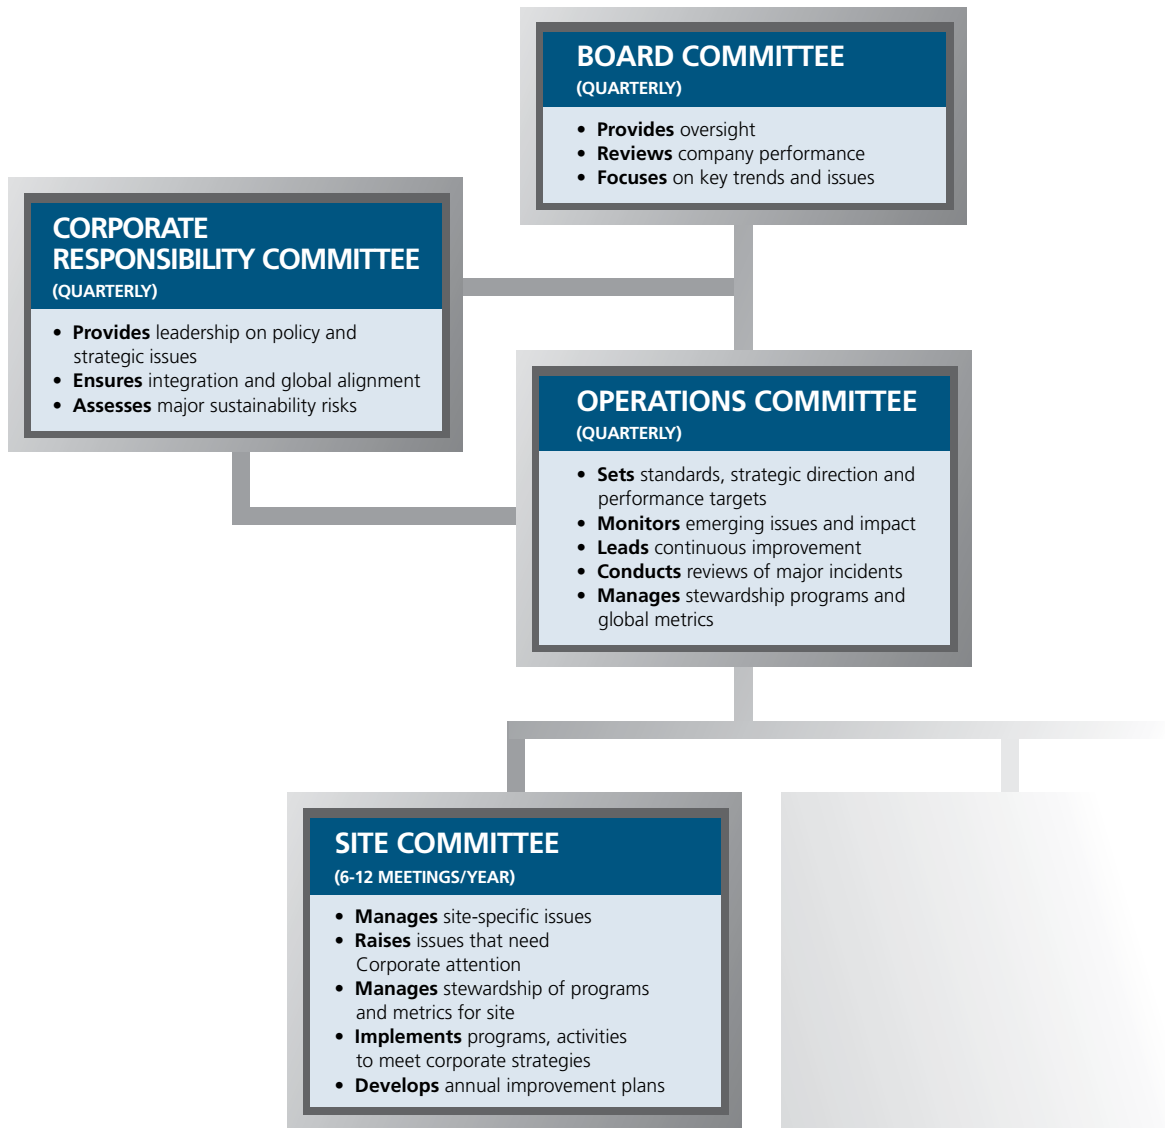 BOARD COMMITTEE
(QUARTERLY)
• Provides oversight
• Reviews company performance
• Focuses on key trends and issues
CORPORATE
RESPONSIBILITY COMMITTEE
(QUARTERLY)
• Provides leadership on policy and
strategic issues
• Ensures integration and global alignment
• Assesses major sustainability risks
OPERATIONS COMMITTEE
(QUARTERLY)
• Sets standards, strategic direction and
performance targets
• Monitors emerging issues and impact
• Leads continuous improvement
• Conducts reviews of major incidents
• Manages stewardship programs and
global metrics
SITE COMMITTEE
(6-12 MEETINGS/YEAR)
• Manages site-specific issues
• Raises issues that need
Corporate attention
• Manages stewardship of programs
and metrics for site
• Implements programs, activities
to meet corporate strategies
• Develops annual improvement plans